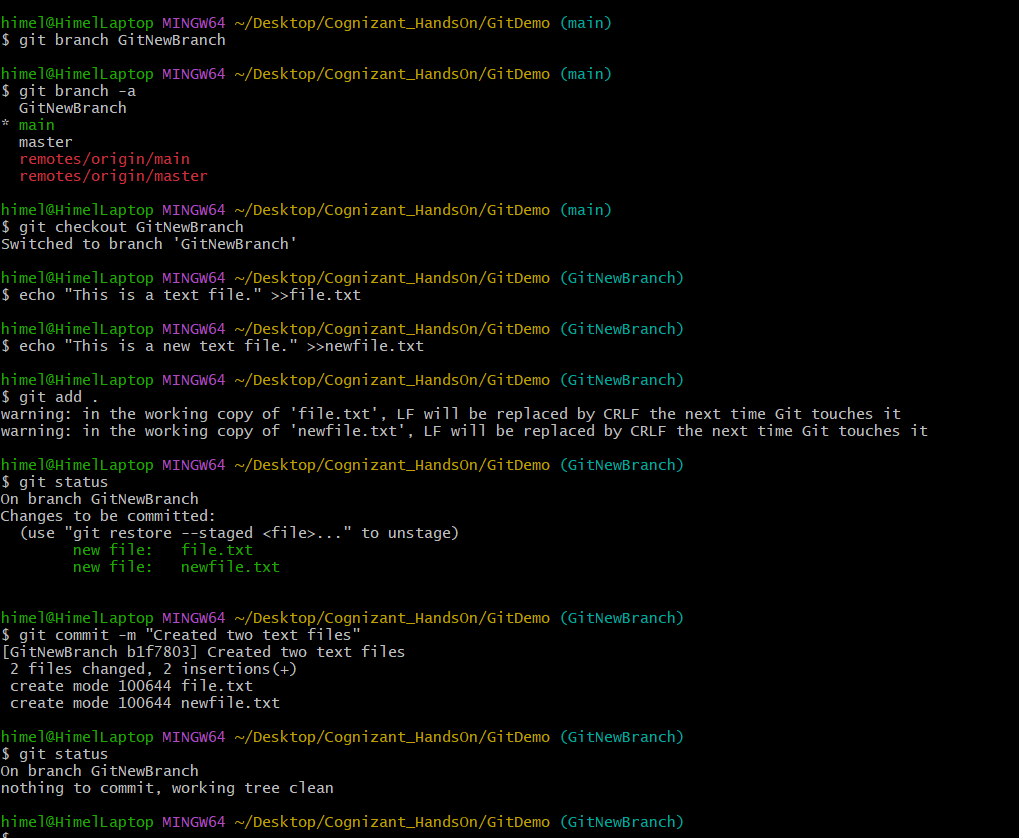 himel@HimelLaptop MINGW64 ~/Desktop/Cognizant_HandsOn/GitDemo (main)
$ git branch GitNewBranch
himel@HimelLaptop MINGW64 ~/Desktop/Cognizant_HandsOn/GitDemo (main)
$ git branch -a
  GitNewBranch
* main
  master
  remotes/origin/main
  remotes/origin/master
himel@HimelLaptop MINGW64 ~/Desktop/Cognizant_HandsOn/GitDemo (main)
$ git checkout GitNewBranch
Switched to branch 'GitNewBranch'
himel@HimelLaptop MINGW64 ~/Desktop/Cognizant_HandsOn/GitDemo (GitNewBranch)
$ echo "This is a text file." >>file.txt
himel@HimelLaptop MINGW64 ~/Desktop/Cognizant_HandsOn/GitDemo (GitNewBranch)
$ echo "This is a new text file." >>newfile.txt
himel@HimelLaptop MINGW64 ~/Desktop/Cognizant_HandsOn/GitDemo (GitNewBranch)
$ git add .
warning: in the working copy of 'file.txt', LF will be replaced by CRLF the next time Git touches it
warning: in the working copy of 'newfile.txt', LF will be replaced by CRLF the next time Git touches it
himel@HimelLaptop MINGW64 ~/Desktop/Cognizant_HandsOn/GitDemo (GitNewBranch)
$ git status
On branch GitNewBranch
Changes to be committed:
  (use "git restore --staged <file>..." to unstage)
        new file:   file.txt
        new file:   newfile.txt
himel@HimelLaptop MINGW64 ~/Desktop/Cognizant_HandsOn/GitDemo (GitNewBranch)
$ git commit -m "Created two text files"
[GitNewBranch b1f7803] Created two text files
 2 files changed, 2 insertions(+)
 create mode 100644 file.txt
 create mode 100644 newfile.txt
himel@HimelLaptop MINGW64 ~/Desktop/Cognizant_HandsOn/GitDemo (GitNewBranch)
$ git status
On branch GitNewBranch
nothing to commit, working tree clean
himel@HimelLaptop MINGW64 ~/Desktop/Cognizant_HandsOn/GitDemo (GitNewBranch)
$